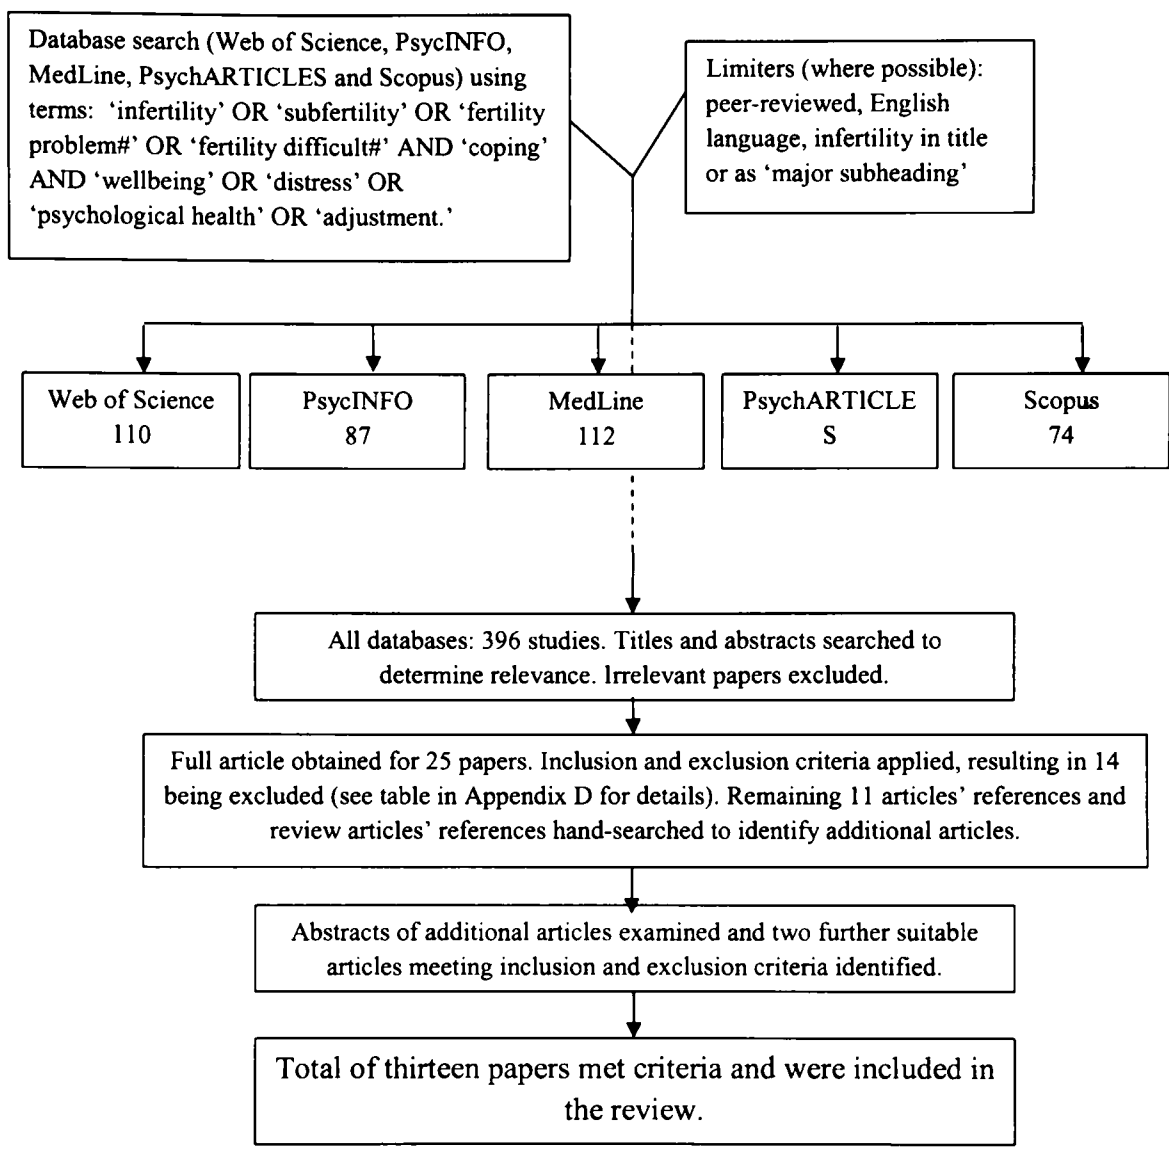 Database search (Web of Science, PsycINFO,
MedLine, PsychARTICLES and Scopus) using
terms: 'infertility' OR 'subfertility' OR 'fertility
problem#' OR 'fertility difficult#' AND 'coping'
AND 'wellbeing' OR 'distress' OR
'psychological health' OR 'adjustment.'
Limiters (where possible):
peer-reviewed, English
language, infertility in title
or as 'major subheading'
Web of Science
110
PsycINFO
87
MedLine
112
PsychARTICLE
S
Scopus
74
All databases: 396 studies. Titles and abstracts searched to
determine relevance. Irrelevant papers excluded.
Full article obtained for 25 papers. Inclusion and exclusion criteria applied, resulting in 14
being excluded (see table in Appendix D for details). Remaining 11 articles' references and
review articles' references hand-searched to identify additional articles.
Abstracts of additional articles examined and two further suitable
articles meeting inclusion and exclusion criteria identified.
Total of thirteen papers met criteria and were included in
the review.